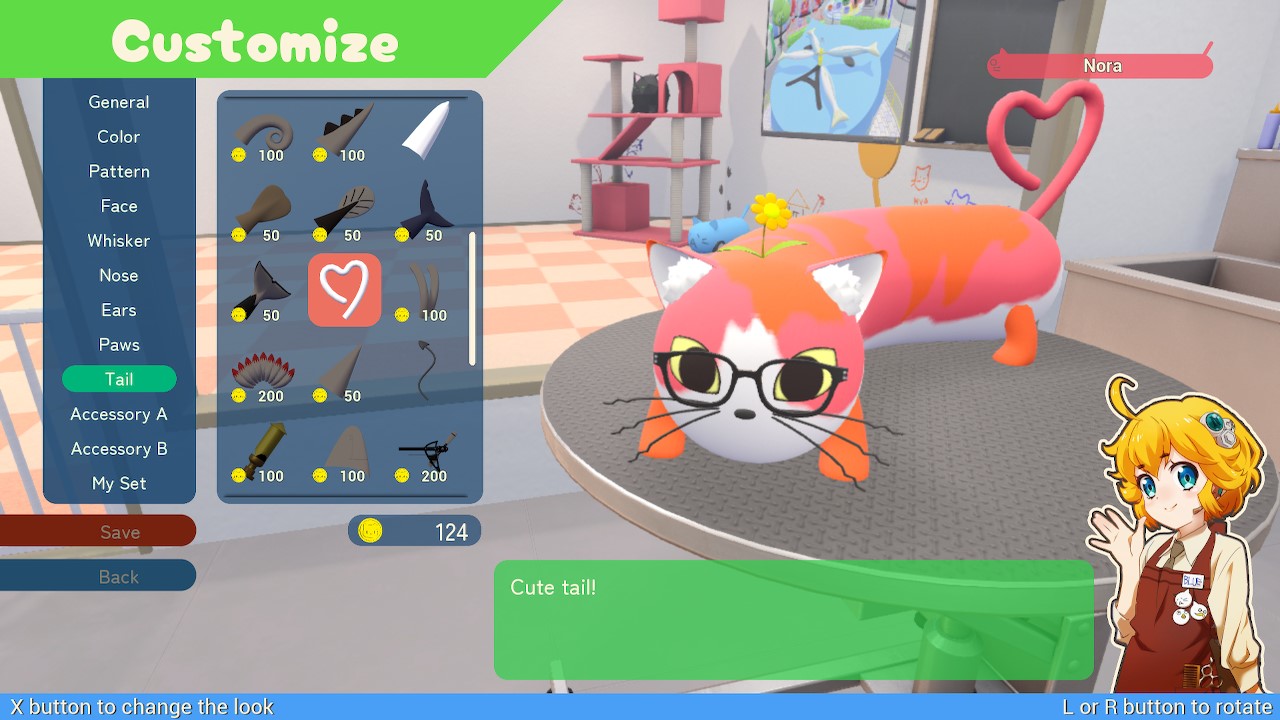 Customize
Nora
General
Color
Pattern
Face
Whisker
Nose
Ears
Paws
Tail
Accessory A
Accessory B
My Set
Save
Back
100 100
50 50 50
50 100
200 50
100 100 200
124
Cute tail!
BLUE
X button to change the look
L or R button to rotate